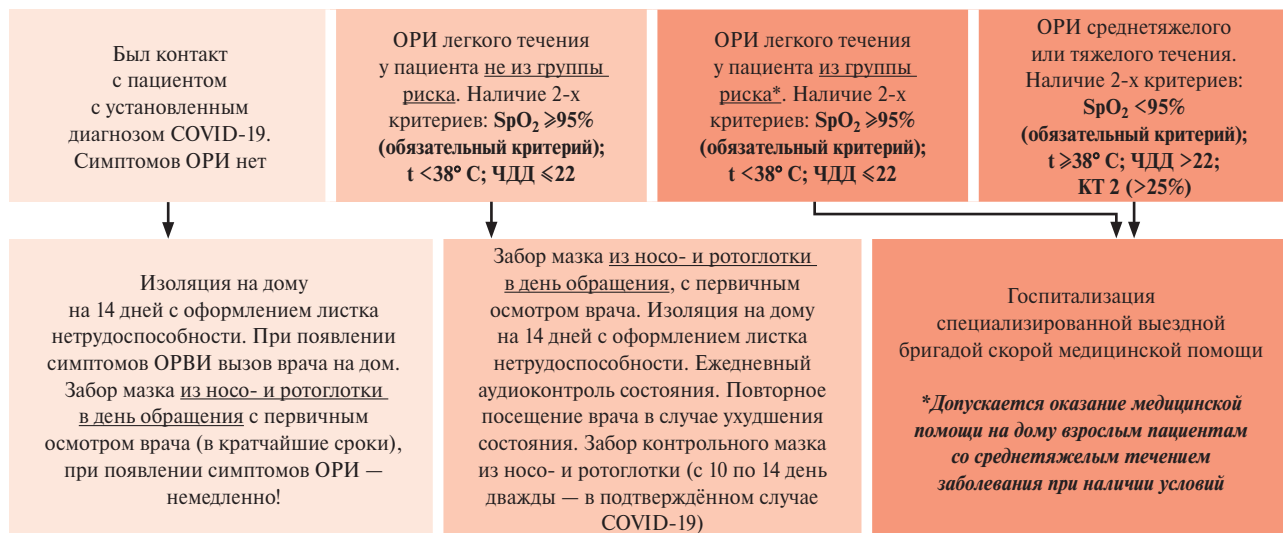 Был контакт
с пациентом
с установленным
диагнозом COVID-19.
Симптомов ОРИ нет
ОРИ легкого течения
у пациента не из группы
риска. Наличие 2-х
критериев: SpO₂ ⩾95%
(обязательный критерий);
t <38° С; ЧДД ⩽22
ОРИ легкого течения
у пациента из группы
риска*. Наличие 2-х
критериев: SpO₂ ⩾95%
(обязательный критерий);
t <38° С; ЧДД ⩽22
ОРИ среднетяжелого
или тяжелого течения.
Наличие 2-х критериев:
SpO₂ <95%
(обязательный критерий);
t ⩾38° С; ЧДД >22;
КТ 2 (>25%)
Изоляция на дому
на 14 дней с оформлением листка
нетрудоспособности. При появлении
симптомов ОРВИ вызов врача на дом.
Забор мазка из носо- и ротоглотки
в день обращения с первичным
осмотром врача (в кратчайшие сроки),
при появлении симптомов ОРИ —
немедленно!
Забор мазка из носо- и ротоглотки
в день обращения, с первичным
осмотром врача. Изоляция на дому
на 14 дней с оформлением листка
нетрудоспособности. Ежедневный
аудиоконтроль состояния. Повторное
посещение врача в случае ухудшения
состояния. Забор контрольного мазка
из носо- и ротоглотки (с 10 по 14 день
дважды — в подтверждённом случае
COVID-19)
Госпитализация
специализированной выездной
бригадой скорой медицинской помощи
*Допускается оказание медицинской
помощи на дому взрослым пациентам
со среднетяжелым течением
заболевания при наличии условий